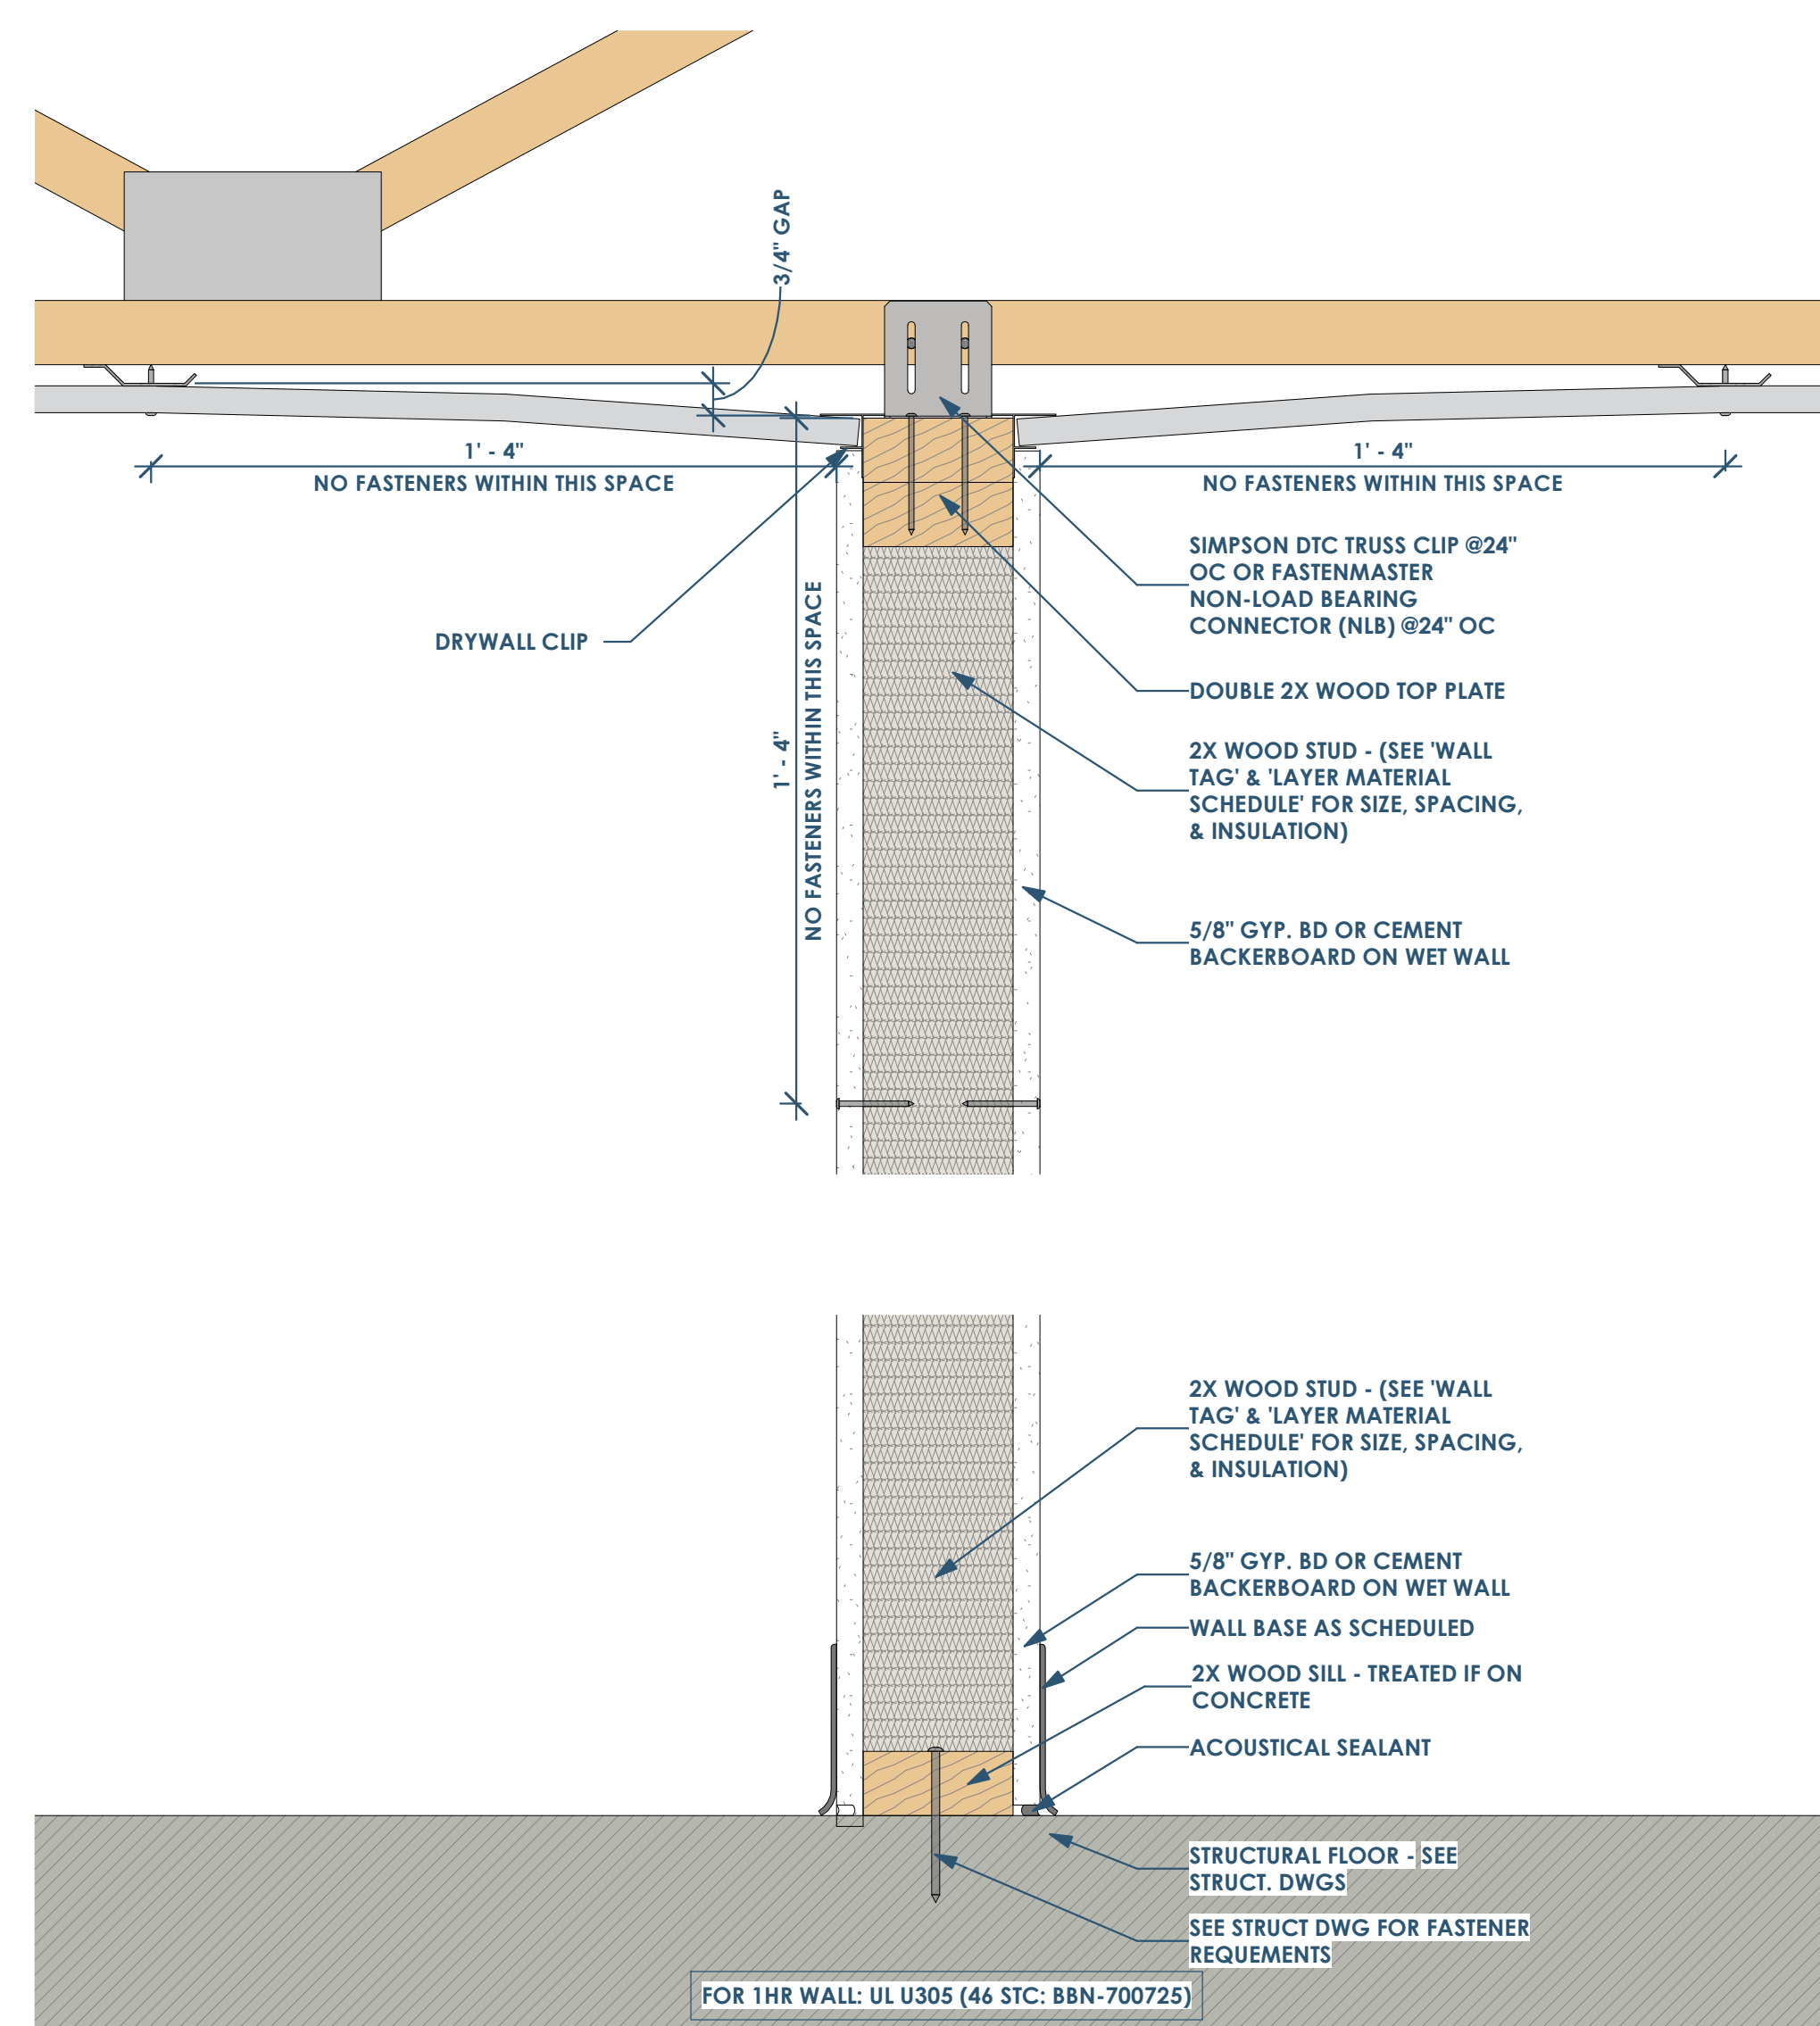 3/4" GAP
1' - 4"
NO FASTENERS WITHIN THIS SPACE
1' - 4"
NO FASTENERS WITHIN THIS SPACE
SIMPSON DTC TRUSS CLIP @24"
OC OR FASTENMASTER
NON-LOAD BEARING
CONNECTOR (NLB) @24" OC
DRYWALL CLIP
1' - 4"
NO FASTENERS WITHIN THIS SPACE
DOUBLE 2X WOOD TOP PLATE
2X WOOD STUD - (SEE 'WALL
TAG' & 'LAYER MATERIAL
SCHEDULE' FOR SIZE, SPACING,
& INSULATION)
5/8" GYP. BD OR CEMENT
BACKERBOARD ON WET WALL
2X WOOD STUD - (SEE 'WALL
TAG' & 'LAYER MATERIAL
SCHEDULE' FOR SIZE, SPACING,
& INSULATION)
5/8" GYP. BD OR CEMENT
BACKERBOARD ON WET WALL
WALL BASE AS SCHEDULED
2X WOOD SILL - TREATED IF ON
CONCRETE
ACOUSTICAL SEALANT
STRUCTURAL FLOOR - SEE
STRUCT. DWGS
SEE STRUCT DWG FOR FASTENER
REQUEMENTS
FOR 1HR WALL: UL U305 (46 STC: BBN-700725)